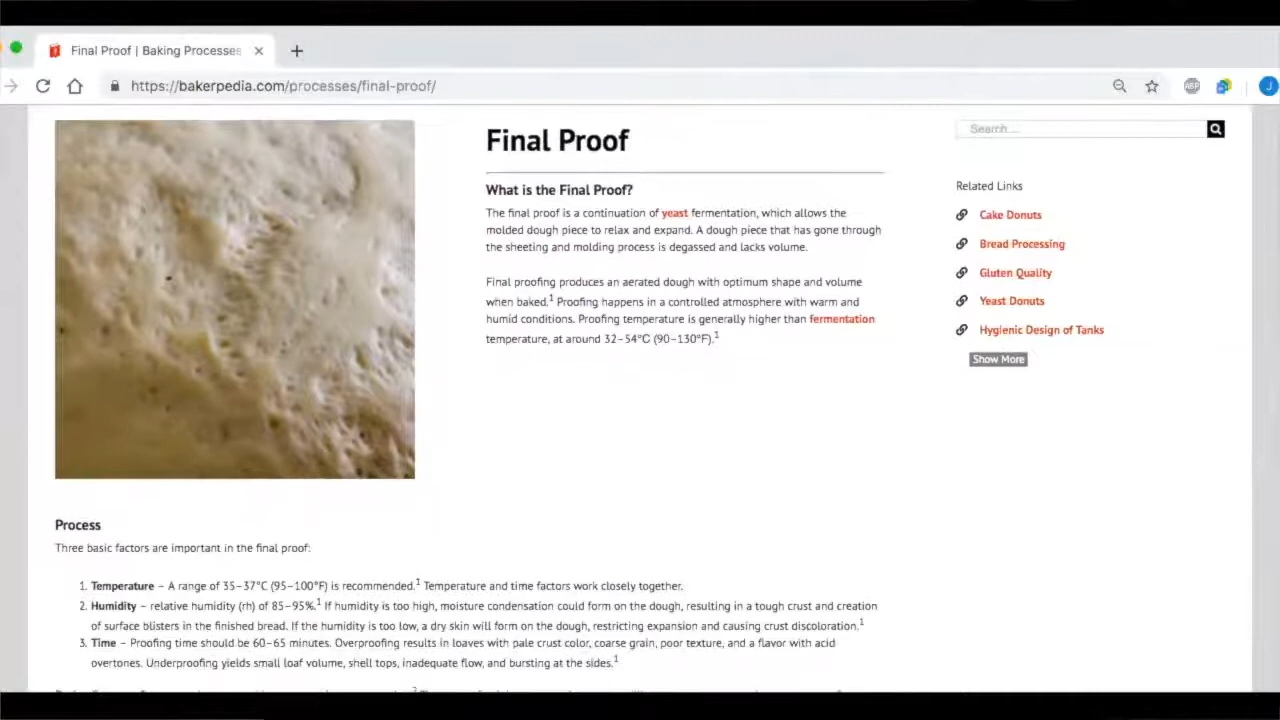 Final Proof | Baking Processes
https://bakerpedia.com/processes/final-proof/
ABP
J
Final Proof
What is the Final Proof?
The final proof is a continuation of yeast fermentation, which allows the
molded dough piece to relax and expand. A dough piece that has gone through
the sheeting and molding process is degassed and lacks volume.
Final proofing produces an aerated dough with optimum shape and volume
when baked.1 Proofing happens in a controlled atmosphere with warm and
humid conditions. Proofing temperature is generally higher than fermentation
temperature, at around 32–54°C (90–130°F).1
Search...
Related Links
Cake Donuts
Bread Processing
Gluten Quality
Yeast Donuts
Hygienic Design of Tanks
Show More
Process
Three basic factors are important in the final proof:
1. Temperature – A range of 35–37°C (95–100°F) is recommended.1 Temperature and time factors work closely together.
2. Humidity – relative humidity (rh) of 85–95%.1 If humidity is too high, moisture condensation could form on the dough, resulting in a tough crust and creation
of surface blisters in the finished bread. If the humidity is too low, a dry skin will form on the dough, restricting expansion and causing crust discoloration.1
3. Time – Proofing time should be 60–65 minutes. Overproofing results in loaves with pale crust color, coarse grain, poor texture, and a flavor with acid
overtones. Underproofing yields small loaf volume, shell tops, inadequate flow, and bursting at the sides.1